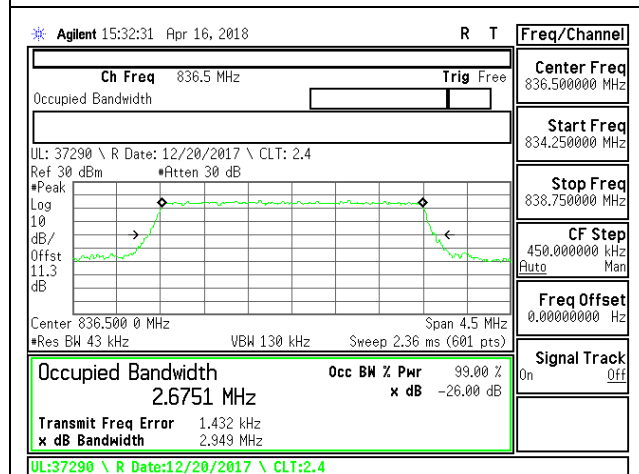 Agilent 15:32:31 Apr 16, 2018 R T
Freq/Channel
Ch Freq 836.5 MHz Trig Free
Occupied Bandwidth
Center Freq
836.500000 MHz
Start Freq
834.250000 MHz
Stop Freq
838.750000 MHz
CF Step
450.000000 kHz
Auto Man
Freq Offset
0.00000000 Hz
Signal Track
On Off
UL: 37290 \ R Date: 12/20/2017 \ CLT: 2.4
Ref 30 dBm #Atten 30 dB
#Peak
Log
10
dB/
Offst
11.3
dB
Center 836.500 0 MHz Span 4.5 MHz
#Res BW 43 kHz VBW 130 kHz Sweep 2.36 ms (601 pts)
Occupied Bandwidth Occ BW % Pwr 99.00 %
2.6751 MHz x dB -26.00 dB
Transmit Freq Error 1.432 kHz
x dB Bandwidth 2.949 MHz
UL:37290 \ R Date:12/20/2017 \ CLT:2.4